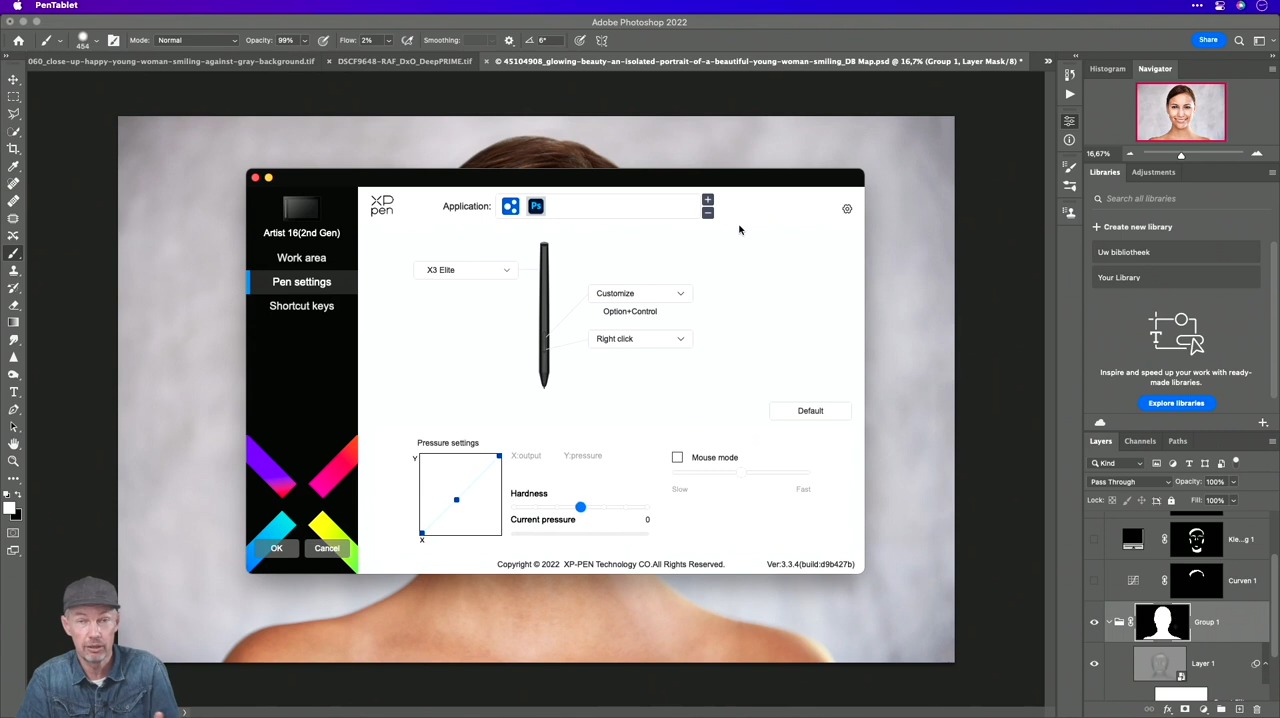 PenTablet
Adobe Photoshop 2022
454
Mode:
Normal
Opacity: 99%
Flow: 2%
Smoothing:
6°
Share
060_close-up-happy-young-woman-smiling-against-gray-background.tif
DSCF9648-RAF_DxO_DeepPRIME.tif
© 45104908_glowing-beauty-an-isolated-portrait-of-a-beautiful-young-woman-smiling_DB Map.psd @ 16,7% (Group 1, Layer Mask/8) *
Histogram
Navigator
16,67%
Libraries
Adjustments
Search all libraries
Create new library
Uw bibliotheek
Your Library
Inspire and speed up your work with ready-
made libraries.
Explore libraries
Layers
Channels
Paths
Kind
Pass Through
Opacity: 100%
Lock:
Fill: 100%
Kle...g 1
Curven 1
Group 1
Layer 1
Artist 16(2nd Gen)
Work area
Pen settings
Shortcut keys
OK
Cancel
XP
pen
Application:
Ps
X3 Elite
Customize
Option+Control
Right click
Default
Pressure settings
Y
X
X:output
Y:pressure
Hardness
Current pressure
0
Mouse mode
Slow
Fast
Copyright © 2022 XP-PEN Technology CO.All Rights Reserved.
Ver:3.3.4(build:d9b427b)